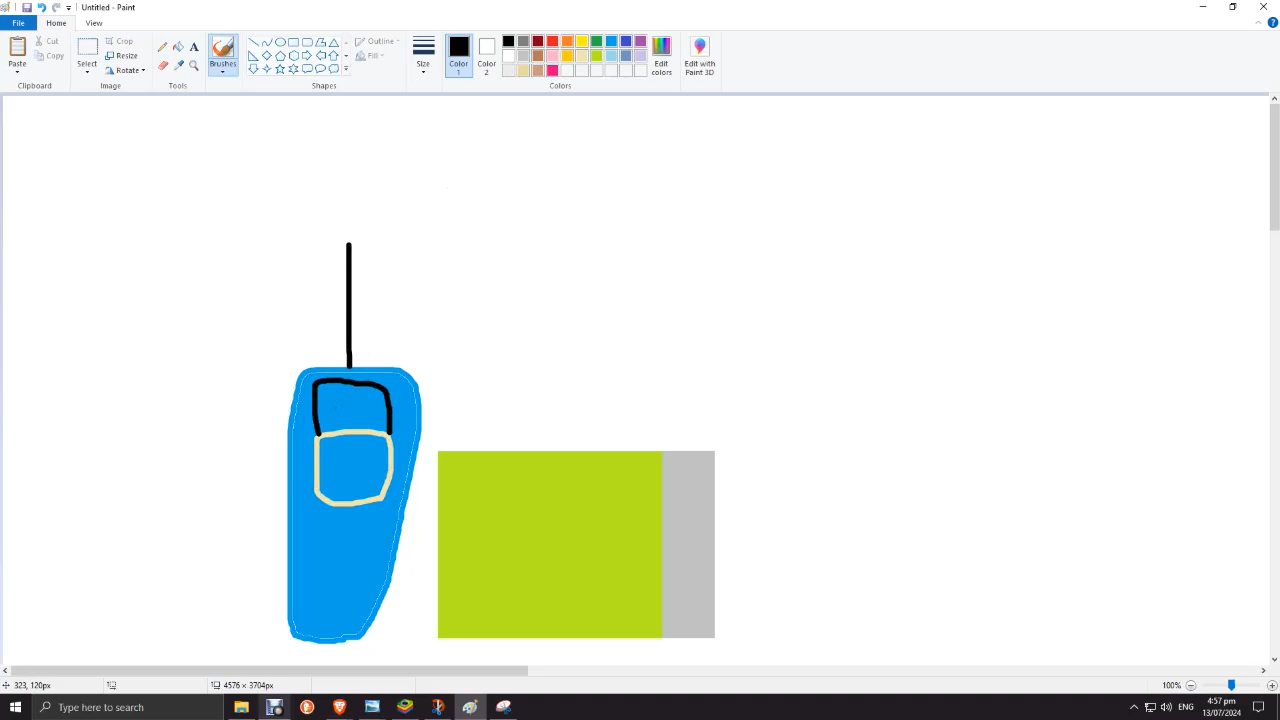 Untitled - Paint
File Home View
Paste Cut Copy
Clipboard
Select Crop Resize Rotate
Image
A
Tools
Brushes
Outline Fill
Shapes
Size
Color 1
Color 2
Edit colors
Colors
Edit with Paint 3D
323, 120px
4576 × 3704px
100%
Type here to search
ENG
4:57 pm
13/07/2024